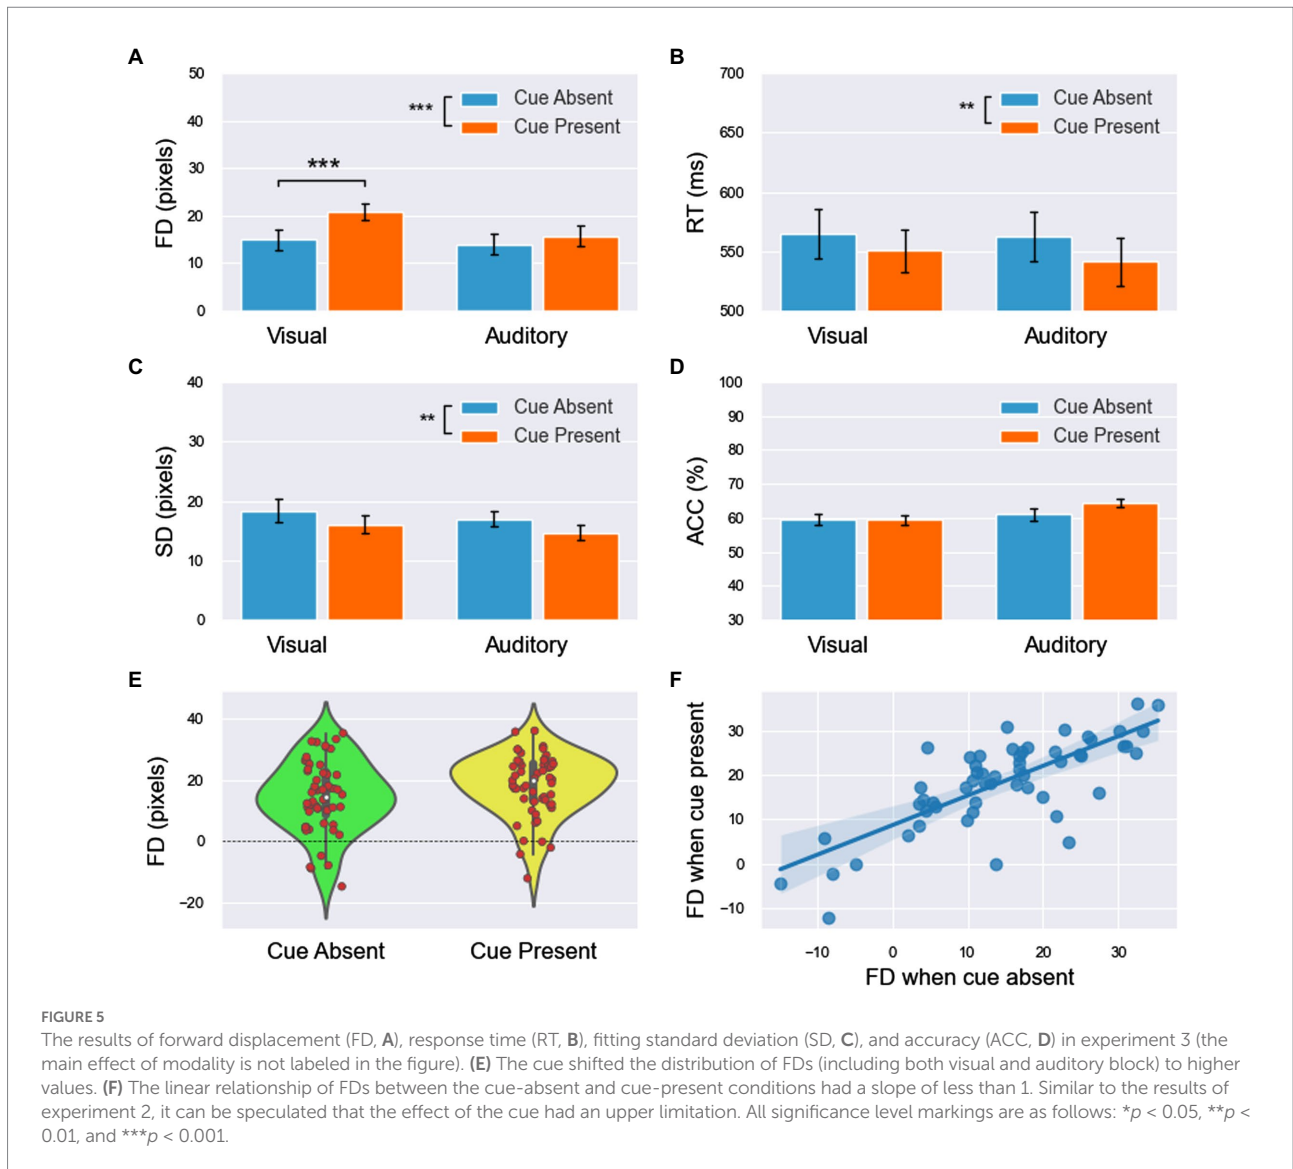 A
50
40
30
20
10
0
FD (pixels)
***
Cue Absent
Cue Present
***
Visual
Auditory
B
700
650
600
550
500
RT (ms)
**
Cue Absent
Cue Present
Visual
Auditory
C
40
30
20
10
0
SD (pixels)
**
Cue Absent
Cue Present
Visual
Auditory
D
100
90
80
70
60
50
40
30
ACC (%)
Cue Absent
Cue Present
Visual
Auditory
E
40
20
0
−20
FD (pixels)
Cue Absent
Cue Present
F
30
20
10
0
−10
FD when cue present
−10
0
10
20
30
FD when cue absent
FIGURE 5
The results of forward displacement (FD, A), response time (RT, B), fitting standard deviation (SD, C), and accuracy (ACC, D) in experiment 3 (the
main effect of modality is not labeled in the figure). (E) The cue shifted the distribution of FDs (including both visual and auditory block) to higher
values. (F) The linear relationship of FDs between the cue-absent and cue-present conditions had a slope of less than 1. Similar to the results of
experiment 2, it can be speculated that the effect of the cue had an upper limitation. All significance level markings are as follows: *p < 0.05, **p <
0.01, and ***p < 0.001.